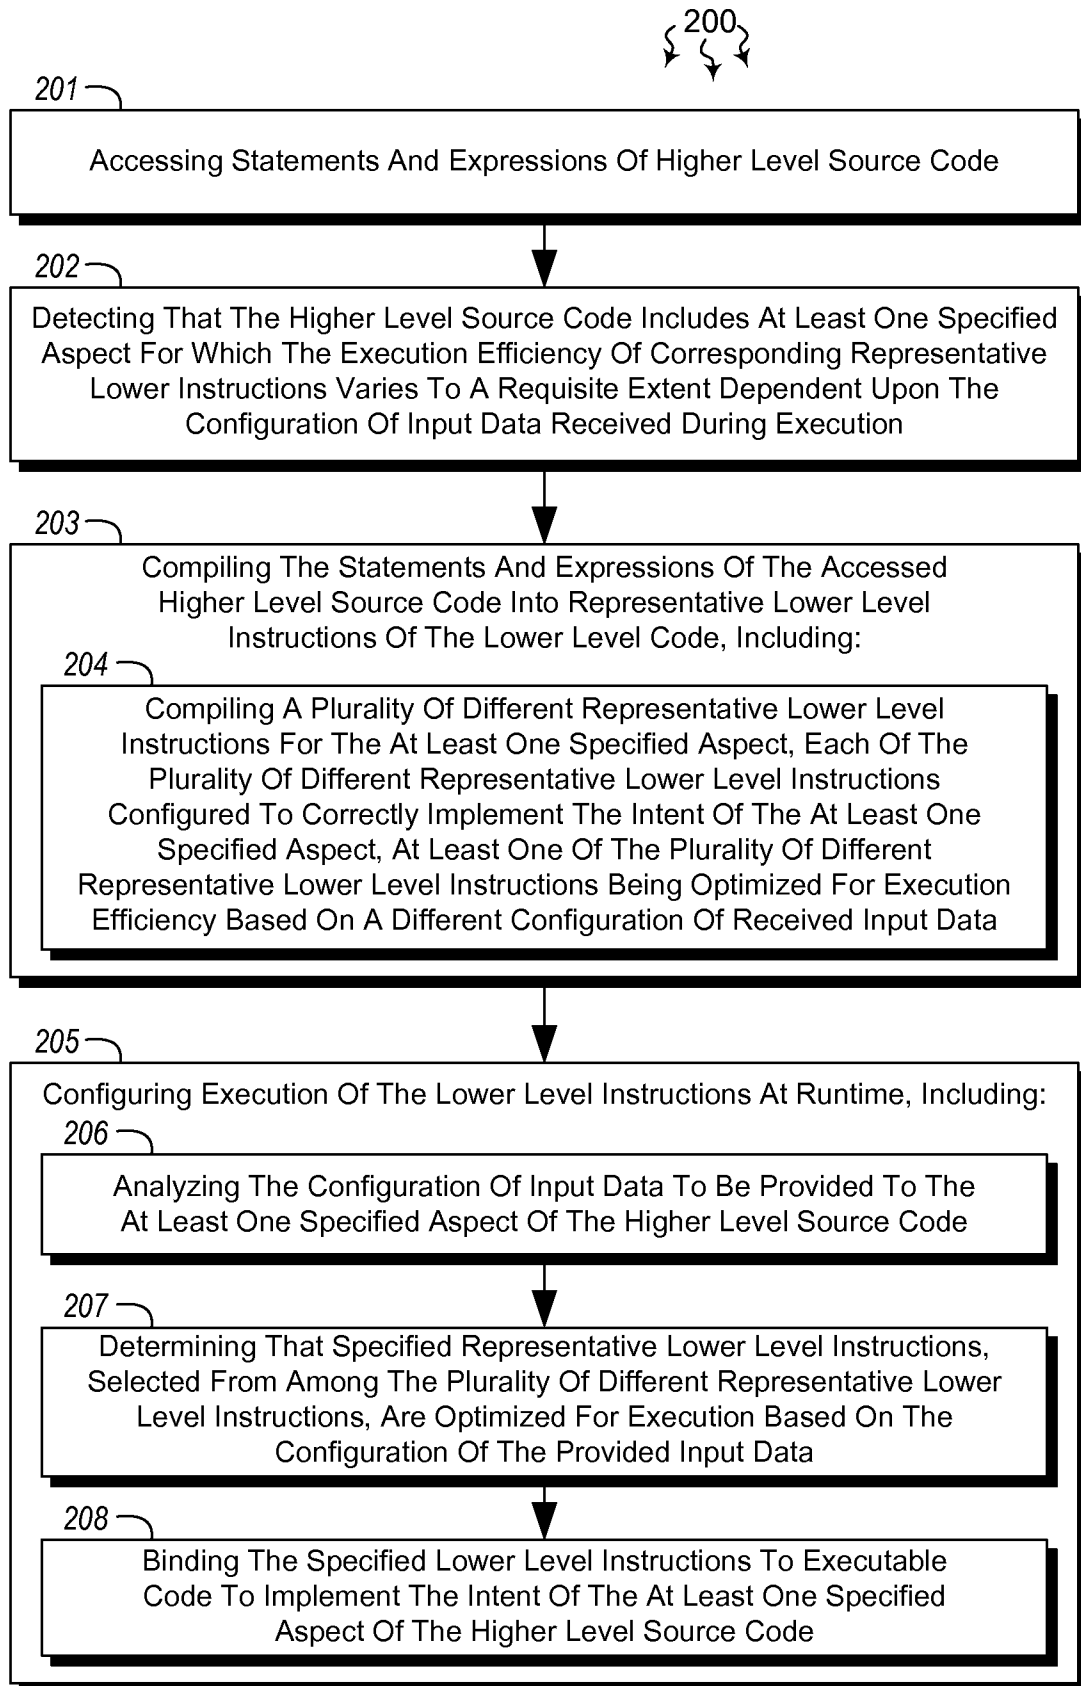 200
201
Accessing Statements And Expressions Of Higher Level Source Code
202
Detecting That The Higher Level Source Code Includes At Least One Specified
Aspect For Which The Execution Efficiency Of Corresponding Representative
Lower Instructions Varies To A Requisite Extent Dependent Upon The
Configuration Of Input Data Received During Execution
203
Compiling The Statements And Expressions Of The Accessed
Higher Level Source Code Into Representative Lower Level
Instructions Of The Lower Level Code, Including:
204
Compiling A Plurality Of Different Representative Lower Level
Instructions For The At Least One Specified Aspect, Each Of The
Plurality Of Different Representative Lower Level Instructions
Configured To Correctly Implement The Intent Of The At Least One
Specified Aspect, At Least One Of The Plurality Of Different
Representative Lower Level Instructions Being Optimized For Execution
Efficiency Based On A Different Configuration Of Received Input Data
205
Configuring Execution Of The Lower Level Instructions At Runtime, Including:
206
Analyzing The Configuration Of Input Data To Be Provided To The
At Least One Specified Aspect Of The Higher Level Source Code
207
Determining That Specified Representative Lower Level Instructions,
Selected From Among The Plurality Of Different Representative Lower
Level Instructions, Are Optimized For Execution Based On The
Configuration Of The Provided Input Data
208
Binding The Specified Lower Level Instructions To Executable
Code To Implement The Intent Of The At Least One Specified
Aspect Of The Higher Level Source Code